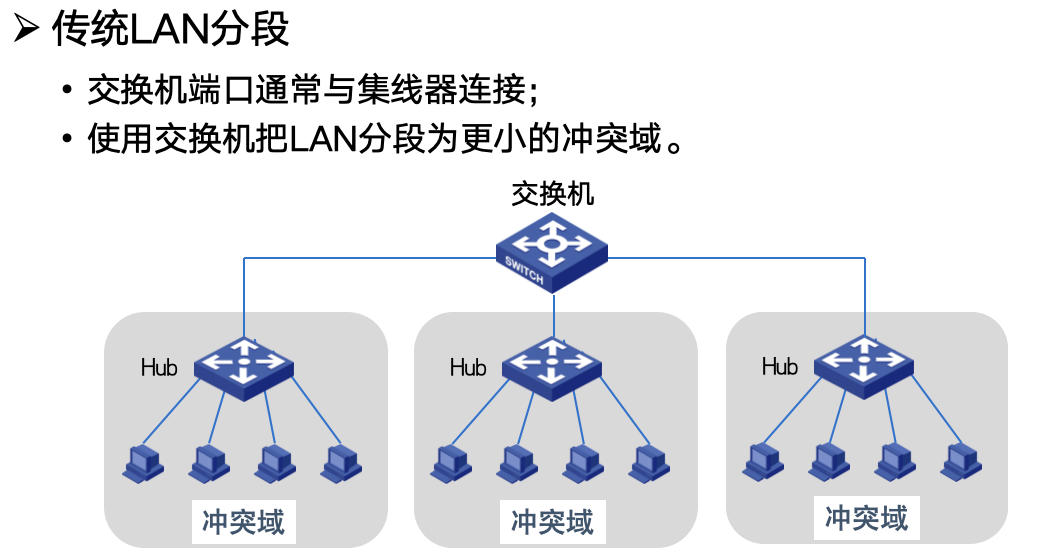 ➢ 传统LAN分段
• 交换机端口通常与集线器连接；
• 使用交换机把LAN分段为更小的冲突域。
交换机
SWITCH
Hub Hub Hub
冲突域 冲突域 冲突域